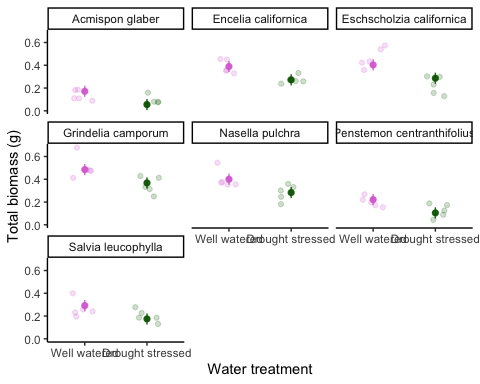 Acmispon glaber
Encelia californica
Eschscholzia californica
0.6
0.4
0.2
0.0
Grindelia camporum
Nasella pulchra
Penstemon centranthifolius
0.6
0.4
0.2
0.0
Well watered
Drought stressed
Well watered
Drought stressed
Salvia leucophylla
0.6
0.4
0.2
0.0
Well watered
Drought stressed
Total biomass (g)
Water treatment